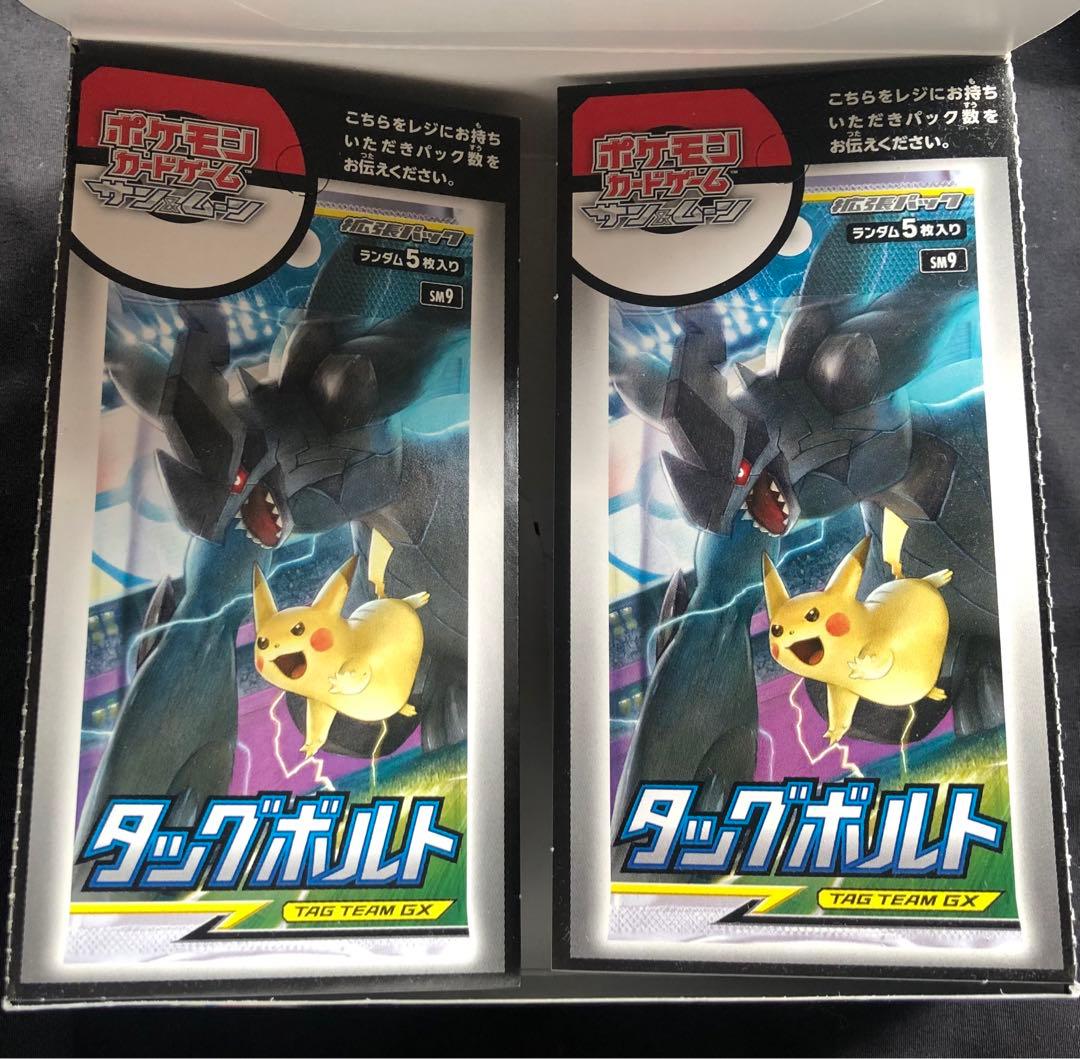 ポケモン
カードゲーム™
サン&ムーン
こちらをレジにお持ち
いただきパック数を
お伝えください。
拡張パック
ランダム5枚入り
SM9
タッグボルト
TAG TEAM GX
ポケモン
カードゲーム™
サン&ムーン
こちらをレジにお持ち
いただきパック数を
お伝えください。
拡張パック
ランダム5枚入り
SM9
タッグボルト
TAG TEAM GX